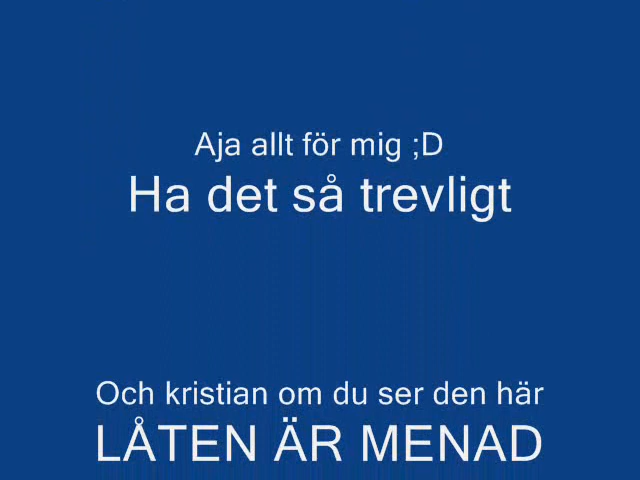 Aja allt för mig ;D
Ha det så trevligt
Och kristian om du ser den här
LÅTEN ÄR MENAD